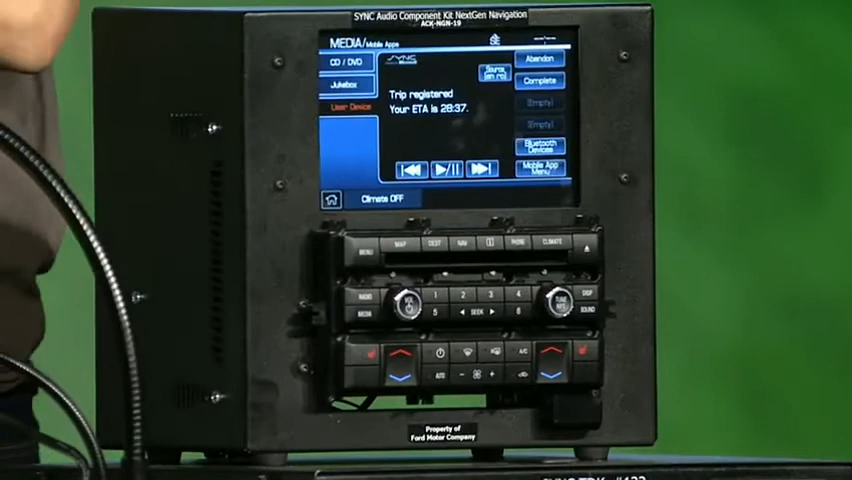 SYNC Audio Component Kit NextGen Navigation
ACK-NGN-19
MEDIA/Mobile Apps
CD / DVD
SYNC
Abandon
Jukebox
Complete
Trip registered
User Device
Your ETA is 28:37.
(Empty)
(Empty)
Bluetooth Devices
Mobile App Menu
Climate OFF
MENU MAP DEST NAV PHONE CLIMATE
RADIO VOL 1 2 3 4 TUNE DISP
MEDIA 5 SEEK 6 SOUND
A/C
AUTO
Property of
Ford Motor Company